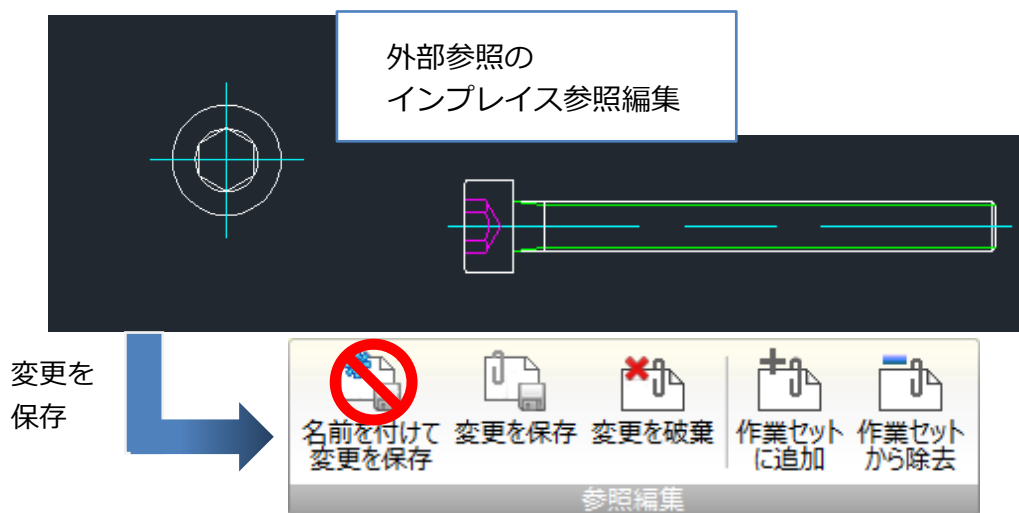 外部参照の
インプレイス参照編集
変更を
保存
名前を付けて
変更を保存
変更を保存
変更を破棄
作業セット
に追加
作業セット
から除去
参照編集